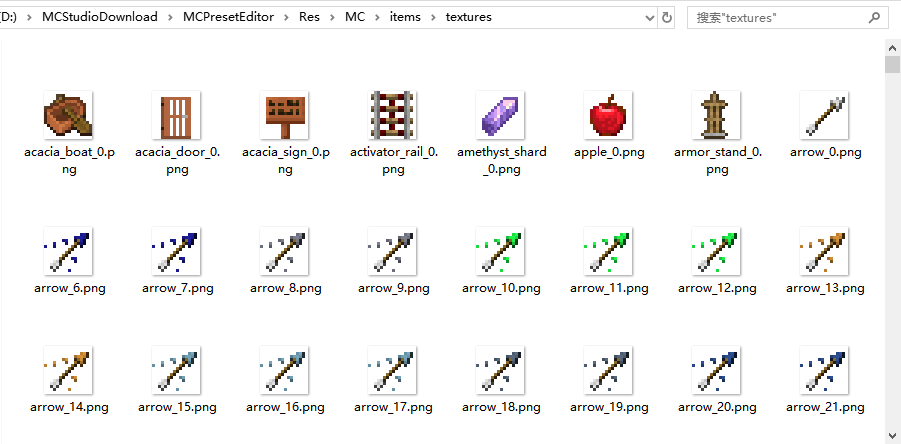 (D:) > MCStudioDownload > MCPresetEditor > Res > MC > items > textures
搜索"textures"
acacia_boat_0.p
ng
acacia_door_0.
png
acacia_sign_0.p
ng
activator_rail_0.
png
amethyst_shard
_0.png
apple_0.png
armor_stand_0.
png
arrow_0.png
arrow_6.png
arrow_7.png
arrow_8.png
arrow_9.png
arrow_10.png
arrow_11.png
arrow_12.png
arrow_13.png
arrow_14.png
arrow_15.png
arrow_16.png
arrow_17.png
arrow_18.png
arrow_19.png
arrow_20.png
arrow_21.png